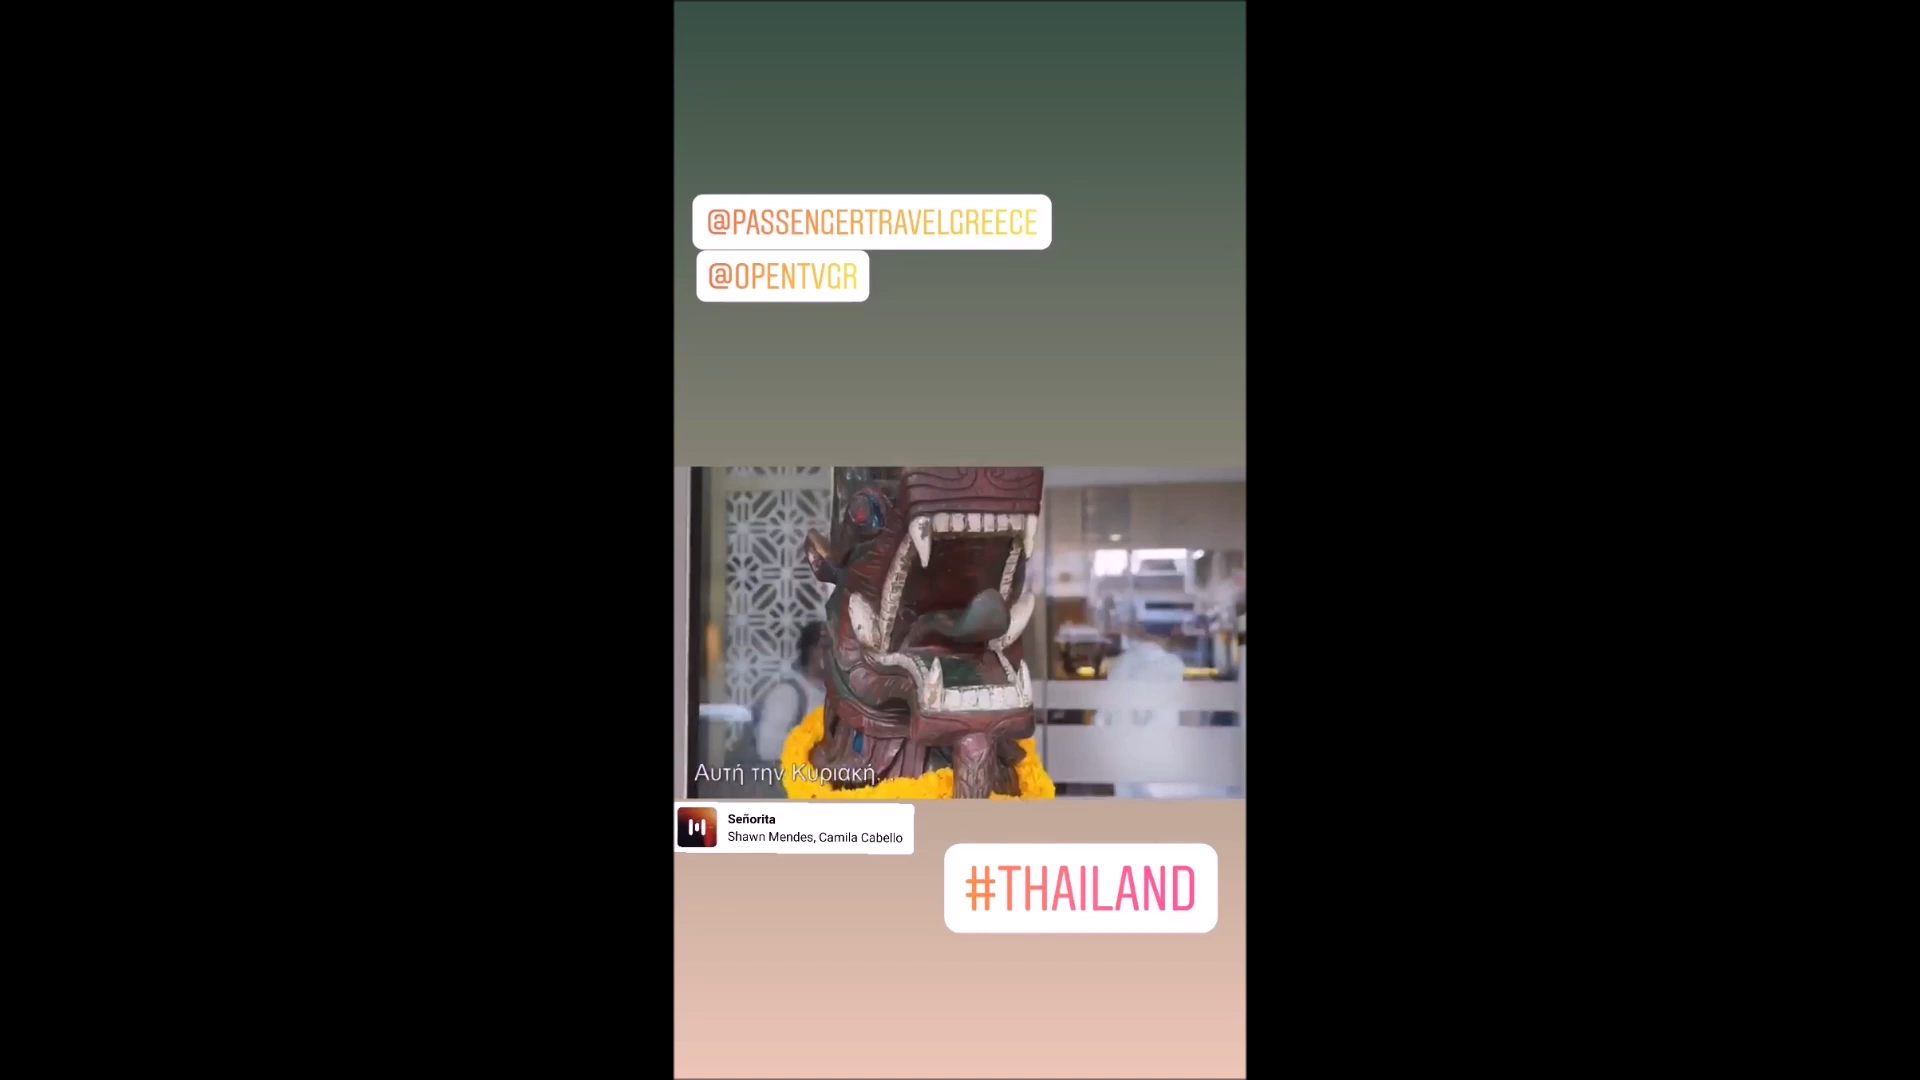 @PASSENGERTRAVELGREECE
@OPENTVGR
Αυτή την Κυριακή...
Señorita
Shawn Mendes, Camila Cabello
#THAILAND